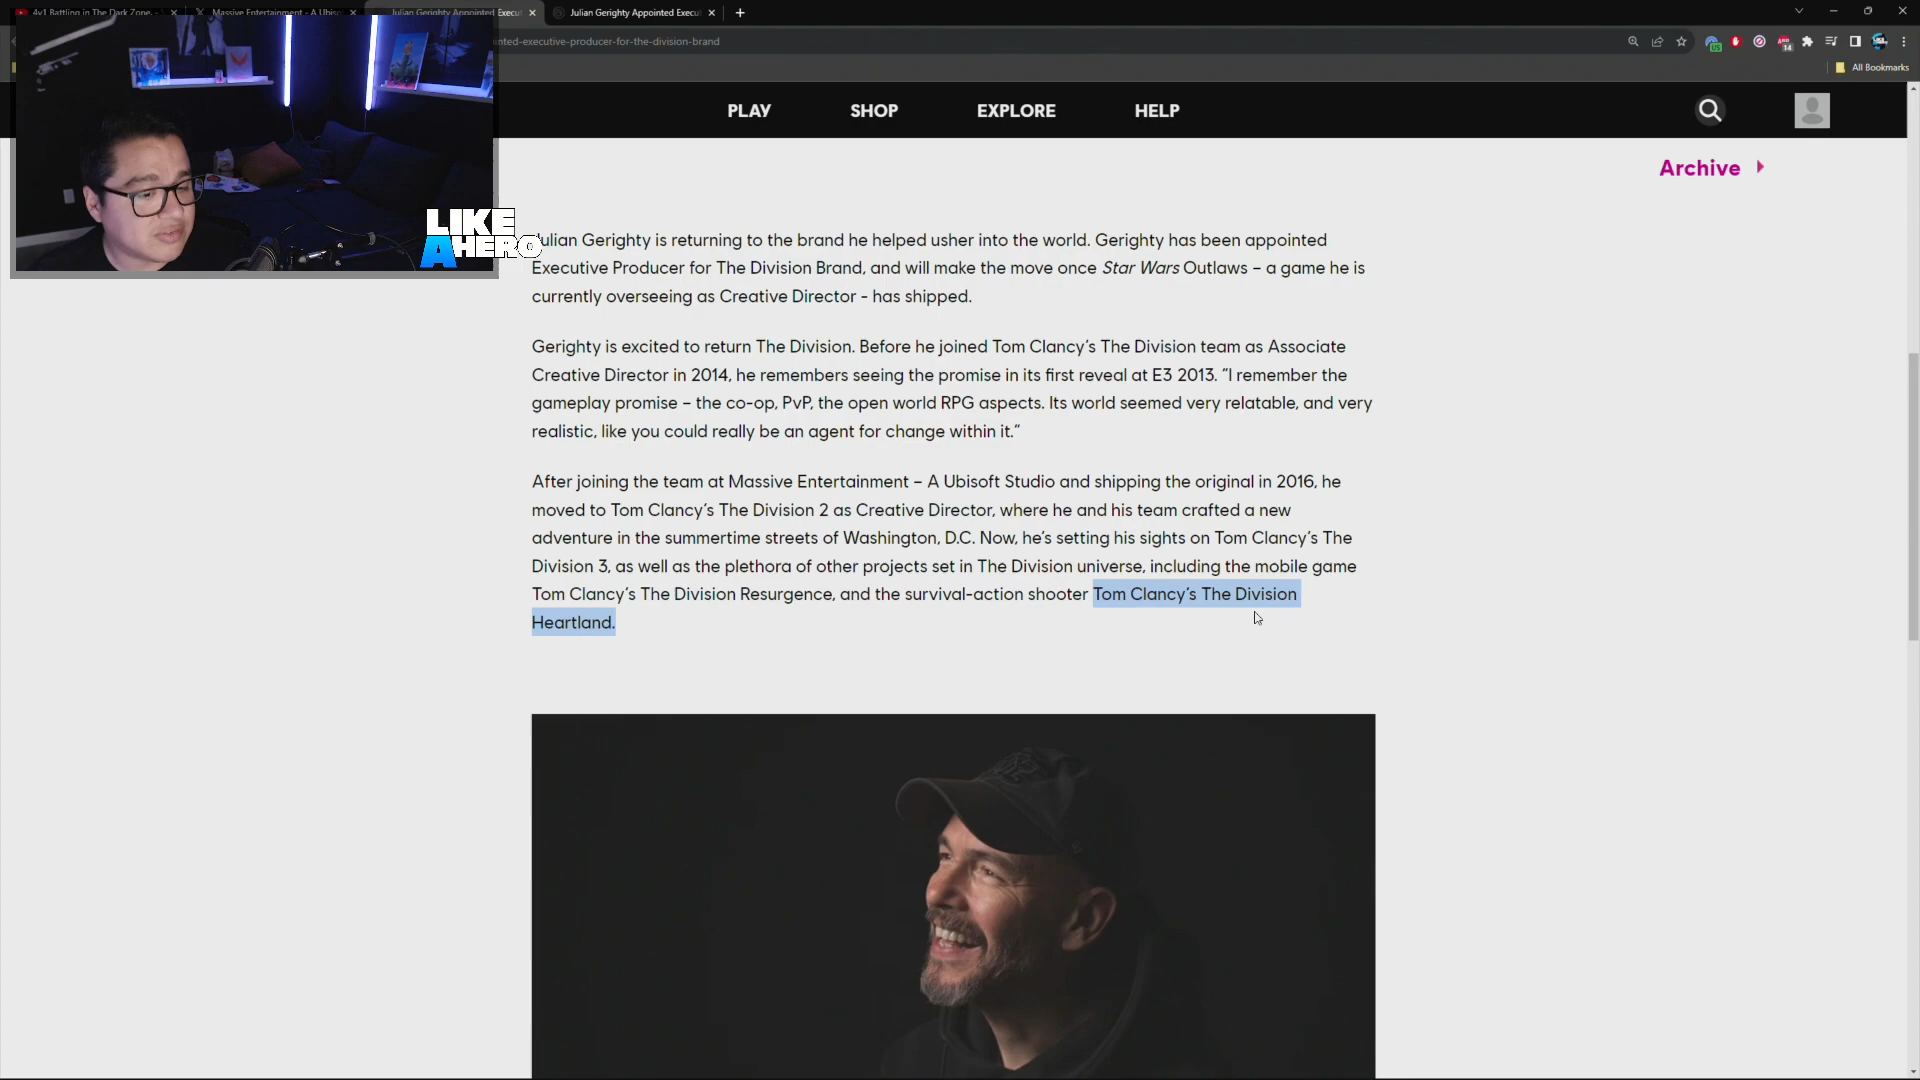 4v1 Battling in The Dark Zone. -
Massive Entertainment - A Ubis
Julian Gerighty Appointed Execu
Julian Gerighty Appointed Execu
nted-executive-producer-for-the-division-brand
US
14
All Bookmarks
PLAY
SHOP
EXPLORE
HELP
Archive
LIKE
A HERO
Julian Gerighty is returning to the brand he helped usher into the world. Gerighty has been appointed
Executive Producer for The Division Brand, and will make the move once Star Wars Outlaws – a game he is
currently overseeing as Creative Director - has shipped.
Gerighty is excited to return The Division. Before he joined Tom Clancy’s The Division team as Associate
Creative Director in 2014, he remembers seeing the promise in its first reveal at E3 2013. “I remember the
gameplay promise – the co-op, PvP, the open world RPG aspects. Its world seemed very relatable, and very
realistic, like you could really be an agent for change within it.”
After joining the team at Massive Entertainment – A Ubisoft Studio and shipping the original in 2016, he
moved to Tom Clancy’s The Division 2 as Creative Director, where he and his team crafted a new
adventure in the summertime streets of Washington, D.C. Now, he’s setting his sights on Tom Clancy’s The
Division 3, as well as the plethora of other projects set in The Division universe, including the mobile game
Tom Clancy’s The Division Resurgence, and the survival-action shooter Tom Clancy’s The Division
Heartland.